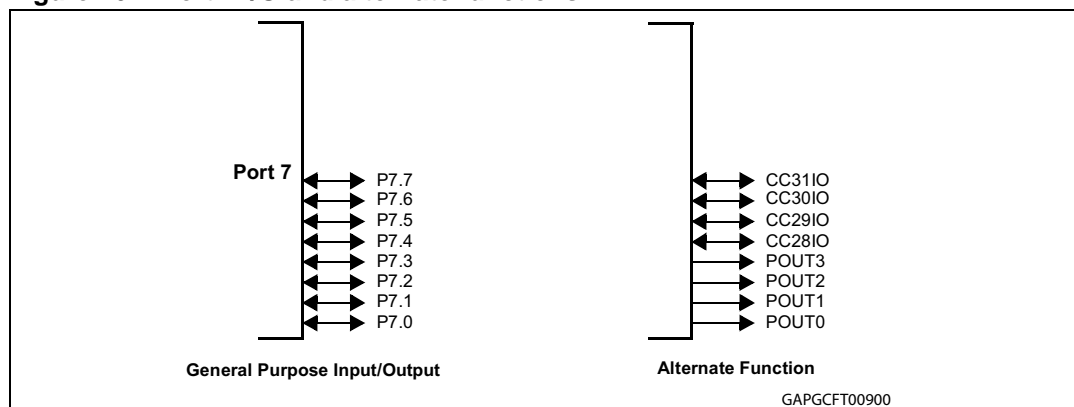 Port 7
P7.7
P7.6
P7.5
P7.4
P7.3
P7.2
P7.1
P7.0
General Purpose Input/Output
CC31IO
CC30IO
CC29IO
CC28IO
POUT3
POUT2
POUT1
POUT0
Alternate Function
GAPGCFT00900